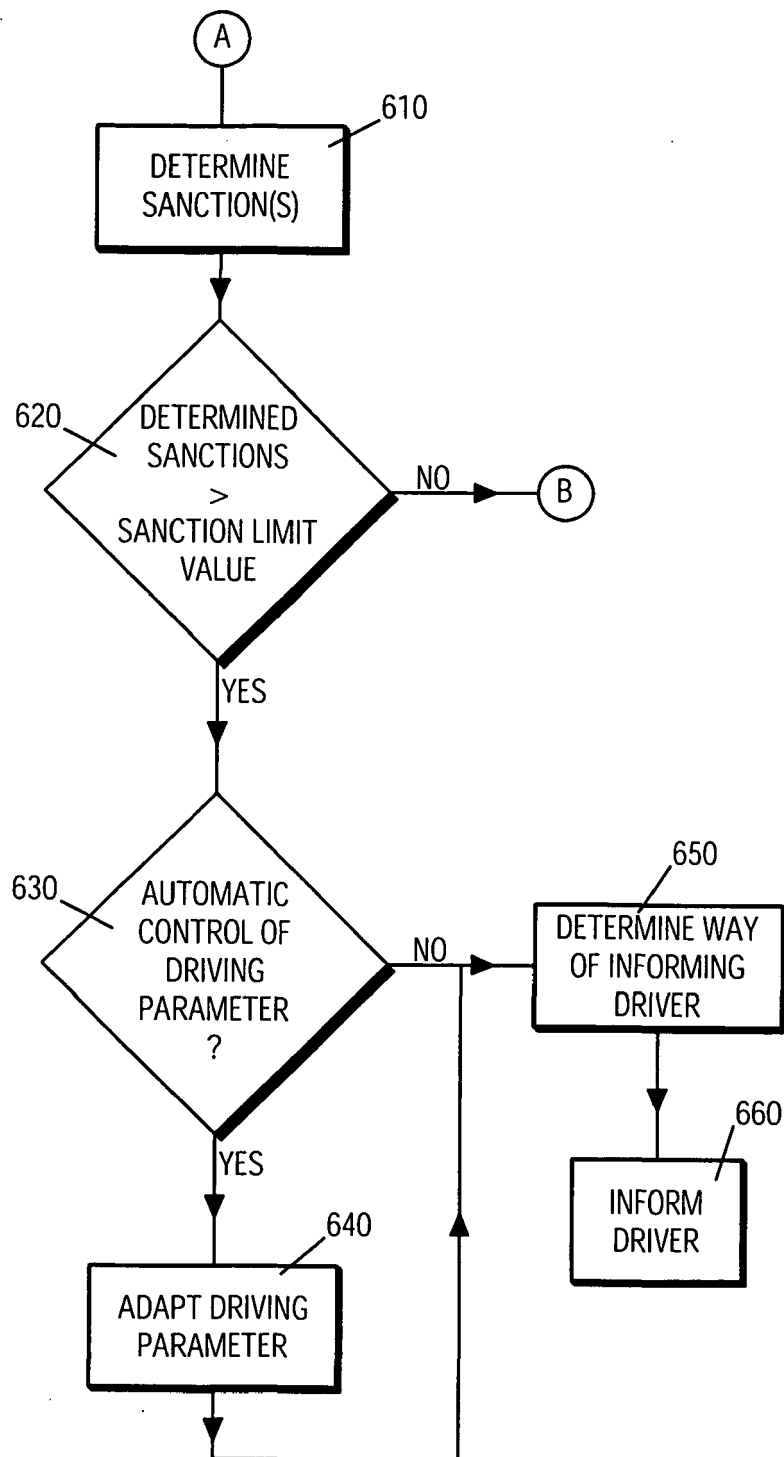 A
610
DETERMINE
SANCTION(S)
620
DETERMINED
SANCTIONS
>
SANCTION LIMIT
VALUE
NO
B
YES
630
AUTOMATIC
CONTROL OF
DRIVING
PARAMETER
?
NO
650
DETERMINE WAY
OF INFORMING
DRIVER
660
INFORM
DRIVER
YES
640
ADAPT DRIVING
PARAMETER